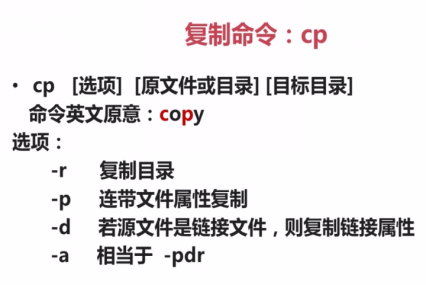 复制命令：cp
• cp [选项] [原文件或目录] [目标目录]
命令英文原意：copy
选项：
-r 复制目录
-p 连带文件属性复制
-d 若源文件是链接文件，则复制链接属性
-a 相当于 -pdr